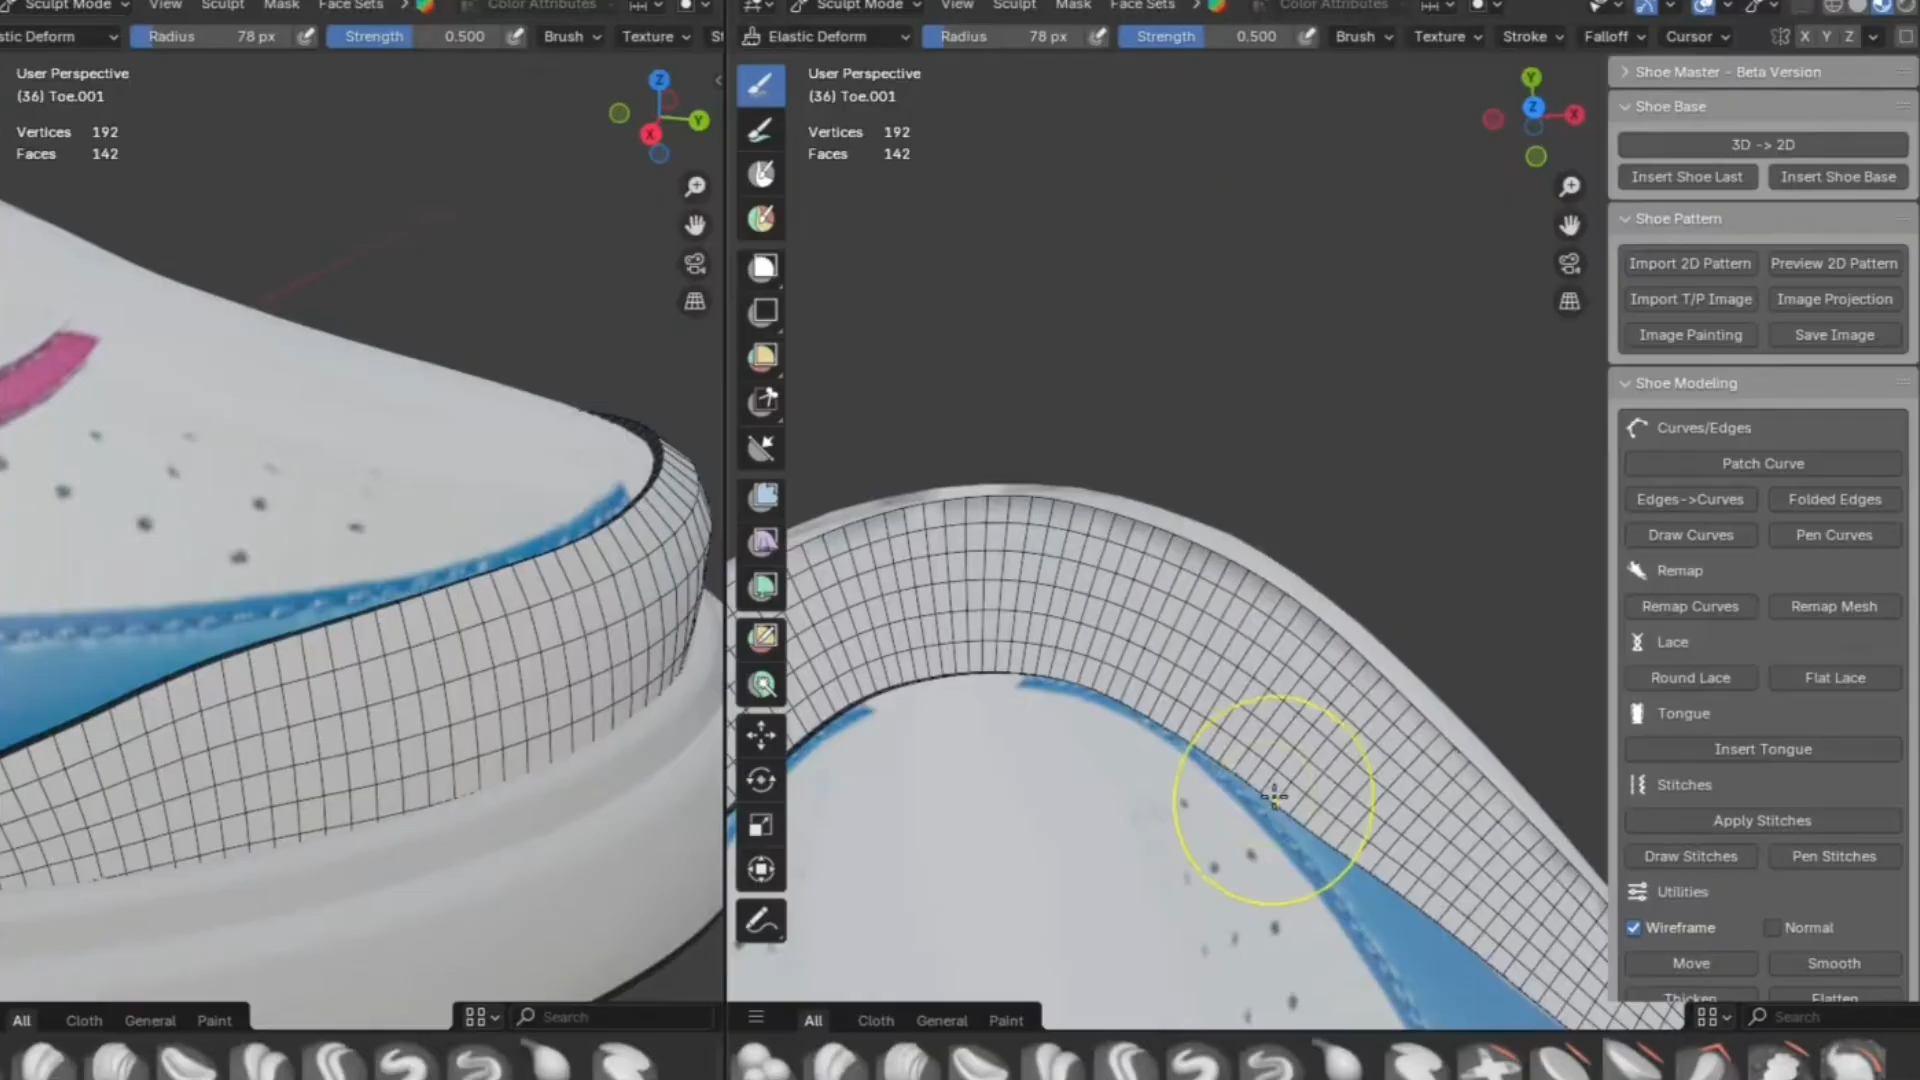 Sculpt Mode View Sculpt Mask Face Sets Color Attributes
Sculpt Mode View Sculpt Mask Face Sets Color Attributes
stic Deform Radius 78 px Strength 0.500 Brush Texture St
Elastic Deform Radius 78 px Strength 0.500 Brush Texture Stroke Falloff Cursor X Y Z
User Perspective
(36) Toe.001
Vertices 192
Faces 142
Z
Y
X
User Perspective
(36) Toe.001
Vertices 192
Faces 142
Y
Z
X
Shoe Master - Beta Version
Shoe Base
3D -> 2D
Insert Shoe Last Insert Shoe Base
Shoe Pattern
Import 2D Pattern Preview 2D Pattern
Import T/P Image Image Projection
Image Painting Save Image
Shoe Modeling
Curves/Edges
Patch Curve
Edges->Curves Folded Edges
Draw Curves Pen Curves
Remap
Remap Curves Remap Mesh
Lace
Round Lace Flat Lace
Tongue
Insert Tongue
Stitches
Apply Stitches
Draw Stitches Pen Stitches
Utilities
Wireframe Normal
Move Smooth
Thicken Flatten
All Cloth General Paint Search
All Cloth General Paint Search